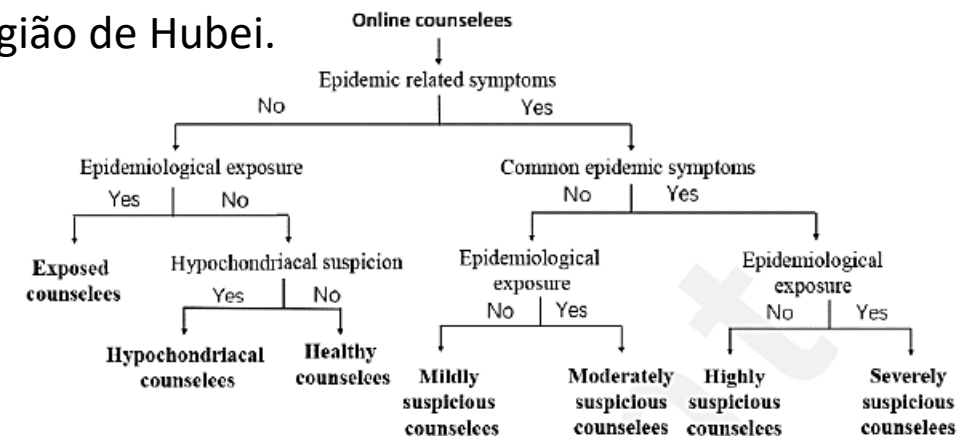 gião de Hubei.
Online counselees
Epidemic related symptoms
No Yes
Epidemiological exposure Common epidemic symptoms
Yes No No Yes
Exposed
counselees
Hypochondriacal suspicion
Epidemiological
exposure
Epidemiological
exposure
Yes No No Yes No Yes
Hypochondriacal
counselees
Healthy
counselees
Mildly
suspicious
counselees
Moderately
suspicious
counselees
Highly
suspicious
counselees
Severely
suspicious
counselees